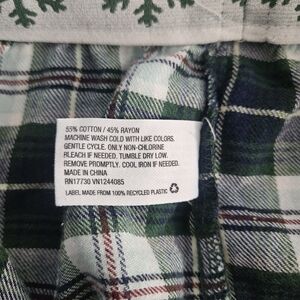 55% COTTON / 45% RAYON
MACHINE WASH COLD WITH LIKE COLORS.
GENTLE CYCLE. ONLY NON-CHLORINE
BLEACH IF NEEDED. TUMBLE DRY LOW.
REMOVE PROMPTLY. COOL IRON IF NEEDED.
MADE IN CHINA
RN17730 VN1244085
LABEL MADE FROM 100% RECYCLED PLASTIC